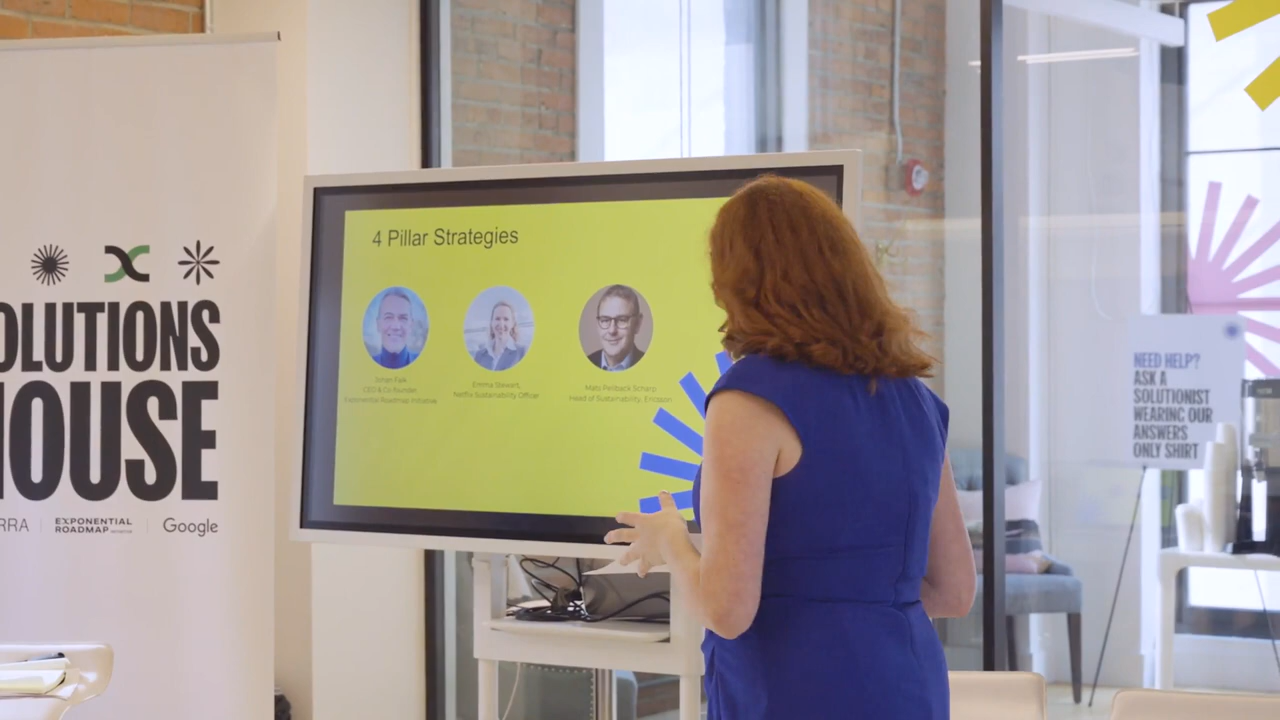 OLUTIONS
HOUSE
RRA
EXPONENTIAL
ROADMAP
Google
4 Pillar Strategies
Johan Falk
CEO & Co Founder,
Exponential Roadmap Initiative
Emma Stewart,
Netflix Sustainability Officer
Mats Pellbäck Scharp
Head of Sustainability, Ericsson
NEED HELP?
ASK A
SOLUTIONIST
WEARING OUR
ANSWERS
ONLY SHIRT